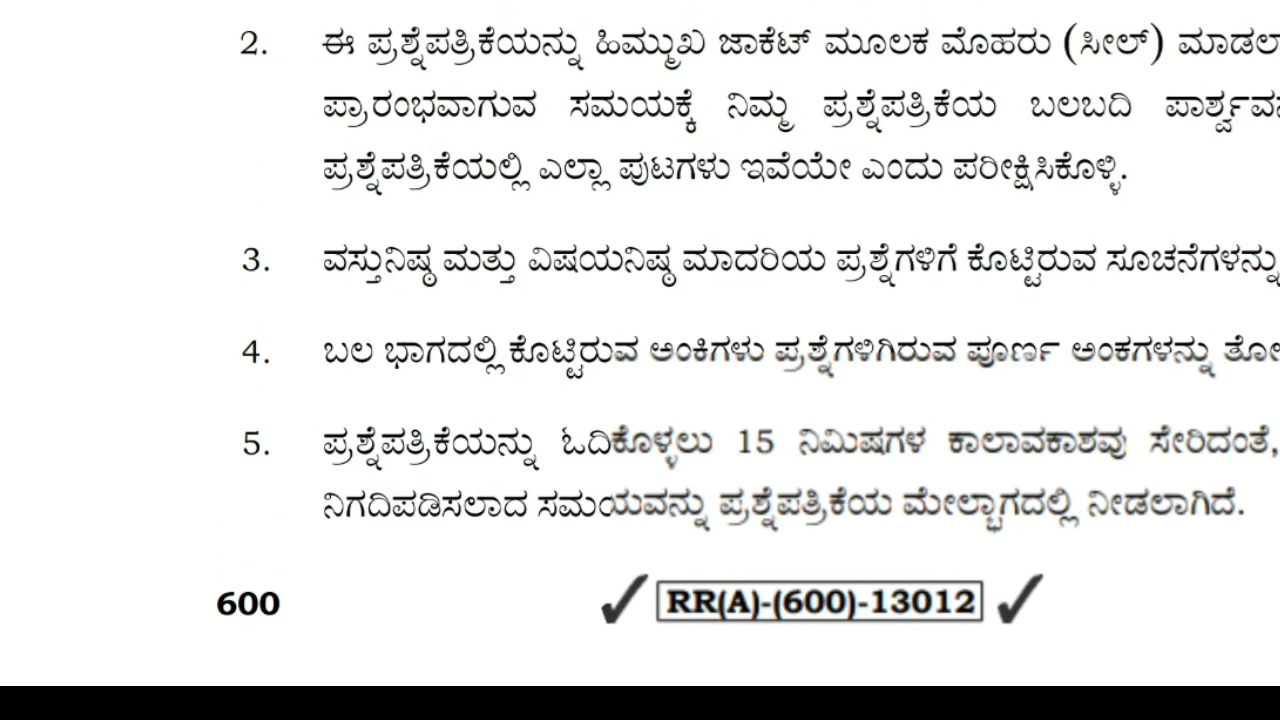 2. ಈ ಪ್ರಶ್ನೆಪತ್ರಿಕೆಯನ್ನು ಹಿಮ್ಮುಖ ಜಾಕೆಟ್ ಮೂಲಕ ಮೊಹರು (ಸೀಲ್)
ಪ್ರಾರಂಭವಾಗುವ ಸಮಯಕ್ಕೆ ನಿಮ್ಮ ಪ್ರಶ್ನೆಪತ್ರಿಕೆಯ ಬಲಬದಿ
ಪ್ರಶ್ನೆಪತ್ರಿಕೆಯಲ್ಲಿ ಎಲ್ಲಾ ಪುಟಗಳು ಇವೆಯೇ ಎಂದು ಪರೀಕ್ಷಿಸಿಕೊಳ್ಳಿ.
3. ವಸ್ತುನಿಷ್ಠ ಮತ್ತು ವಿಷಯನಿಷ್ಠ ಮಾದರಿಯ ಪ್ರಶ್ನೆಗಳಿಗೆ ಕೊಟ್ಟಿರುವ ಸೂಚನೆಗಳನ್ನು
4. ಬಲ ಭಾಗದಲ್ಲಿ ಕೊಟ್ಟಿರುವ ಅಂಕಿಗಳು ಪ್ರಶ್ನೆಗಳಿಗಿರುವ ಪೂರ್ಣ ಅಂಕಗಳನ್ನು
5. ಪ್ರಶ್ನೆಪತ್ರಿಕೆಯನ್ನು ಓದಿಕೊಳ್ಳಲು 15 ನಿಮಿಷಗಳ ಕಾಲಾವಕಾಶವು ಸೇರಿದಂತೆ,
ನಿಗದಿಪಡಿಸಲಾದ ಸಮಯವನ್ನು ಪ್ರಶ್ನೆಪತ್ರಿಕೆಯ ಮೇಲ್ಭಾಗದಲ್ಲಿ ನೀಡಲಾಗಿದೆ.
600 RR(A)-(600)-13012